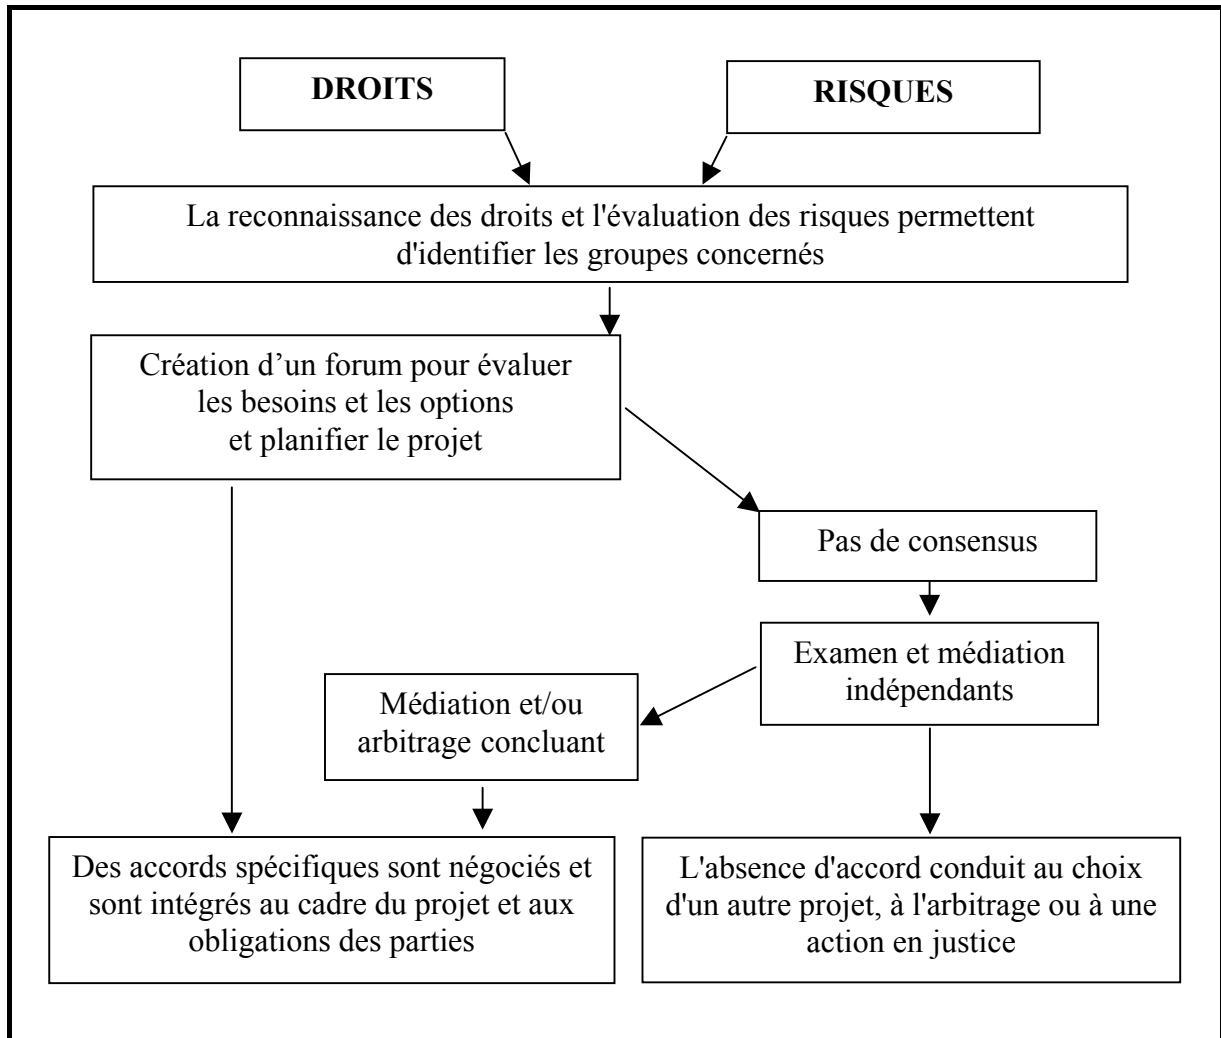 DROITS
RISQUES
La reconnaissance des droits et l'évaluation des risques permettent
d'identifier les groupes concernés
Création d’un forum pour évaluer
les besoins et les options
et planifier le projet
Pas de consensus
Examen et médiation
indépendants
Médiation et/ou
arbitrage concluant
Des accords spécifiques sont négociés et
sont intégrés au cadre du projet et aux
obligations des parties
L'absence d'accord conduit au choix
d'un autre projet, à l'arbitrage ou à une
action en justice